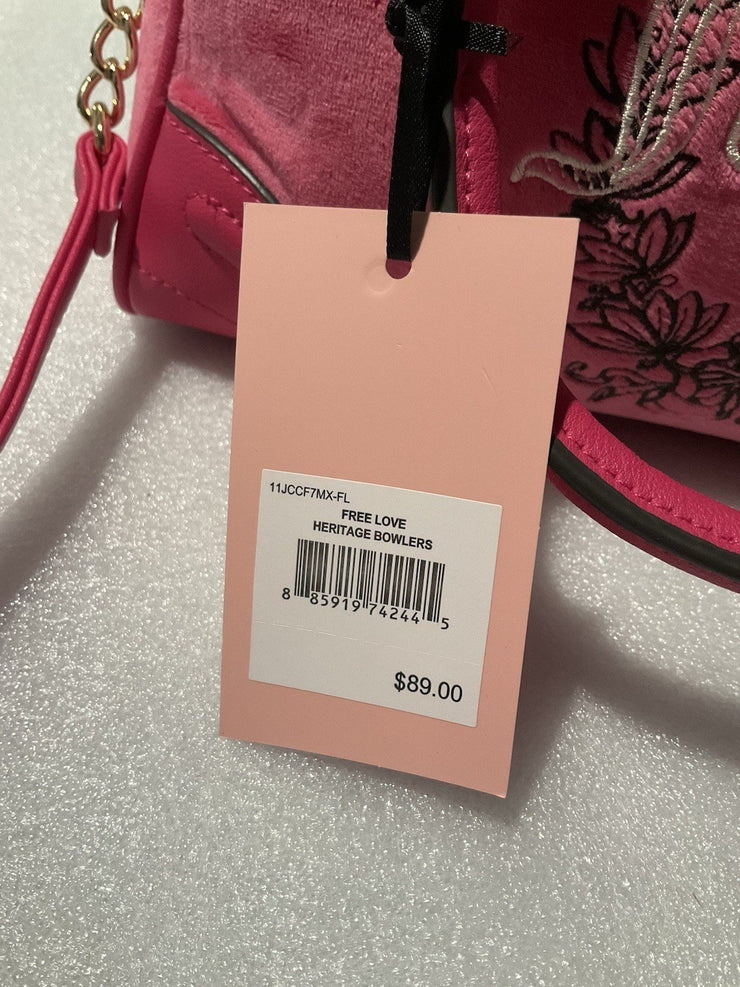 11JCCF7MX-FL
FREE LOVE
HERITAGE BOWLERS
8 85919 74244 5
$89.00